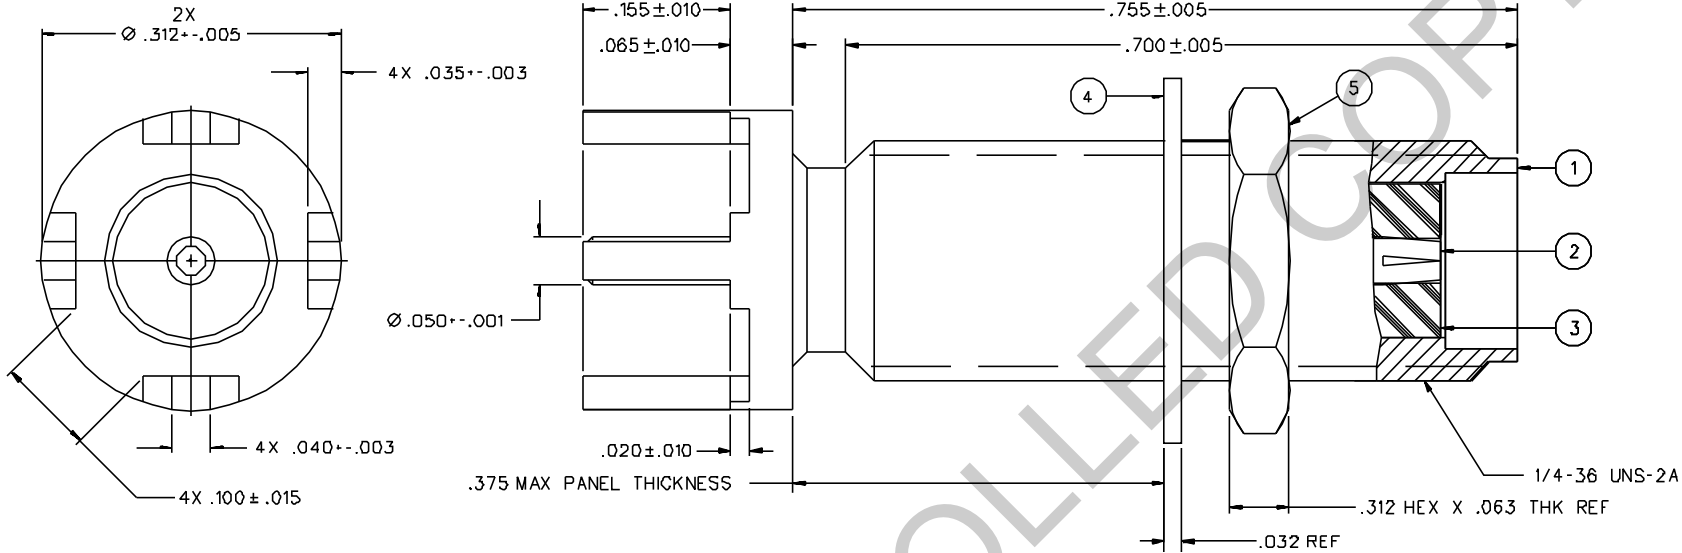 2X
Ø .312+-.005
4X .035+-.003
.155±.010
.065±.010
.755±.005
.700±.005
4
5
1
2
3
Ø.050+-.001
4X .040+-.003
4X .100±.015
.020±.010
.375 MAX PANEL THICKNESS
1/4-36 UNS-2A
.312 HEX X .063 THK REF
.032 REF
OLLED COP